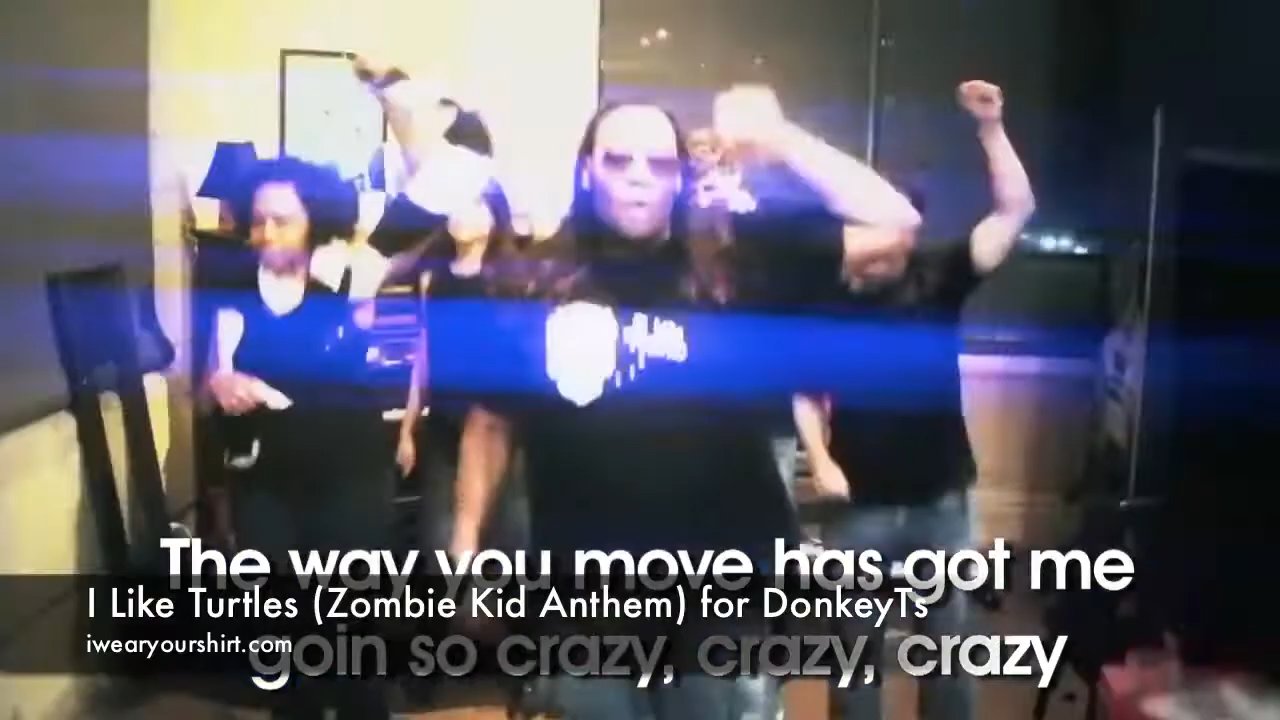 The way you move has got me
I Like Turtles (Zombie Kid Anthem) for DonkeyTs
iwearyourshirt.com
goin so crazy, crazy, crazy